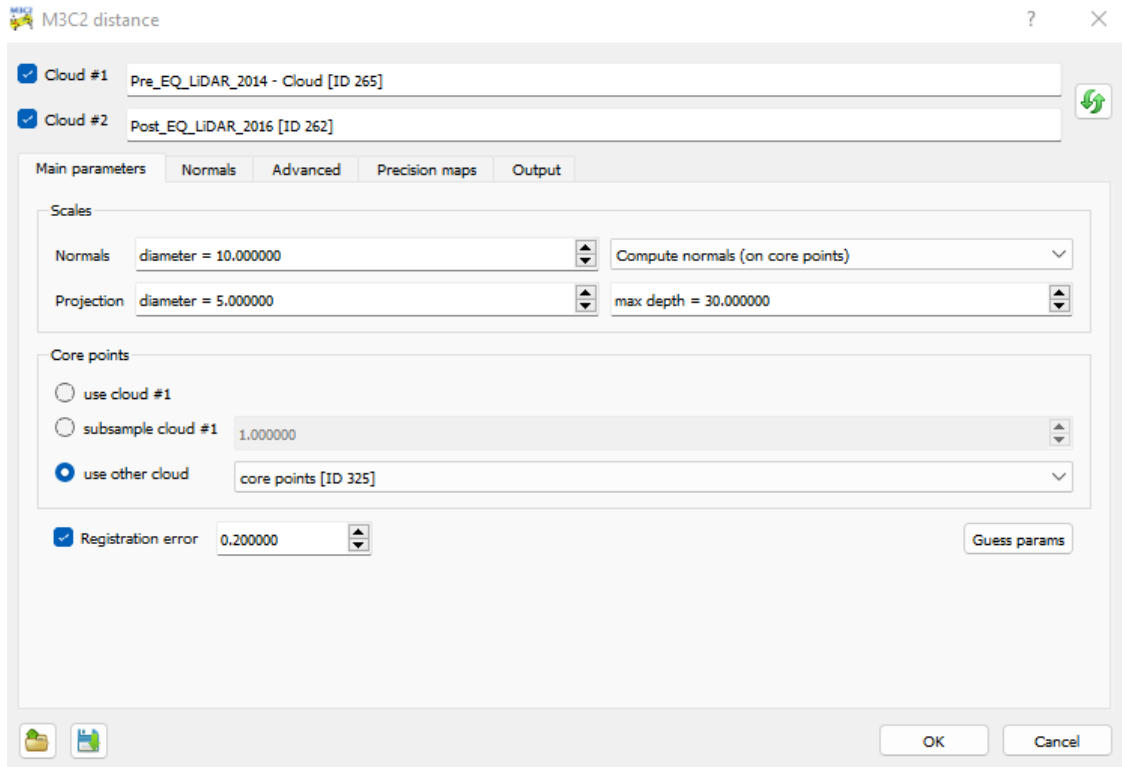 M3C2 M3C2 distance ?
Cloud #1 Pre_EQ_LiDAR_2014 - Cloud [ID 265]
Cloud #2 Post_EQ_LiDAR_2016 [ID 262]
Main parameters Normals Advanced Precision maps Output
Scales
Normals diameter = 10.000000 Compute normals (on core points)
Projection diameter = 5.000000 max depth = 30.000000
Core points
use cloud #1
subsample cloud #1 1.000000
use other cloud core points [ID 325]
Registration error 0.200000 Guess params
OK Cancel